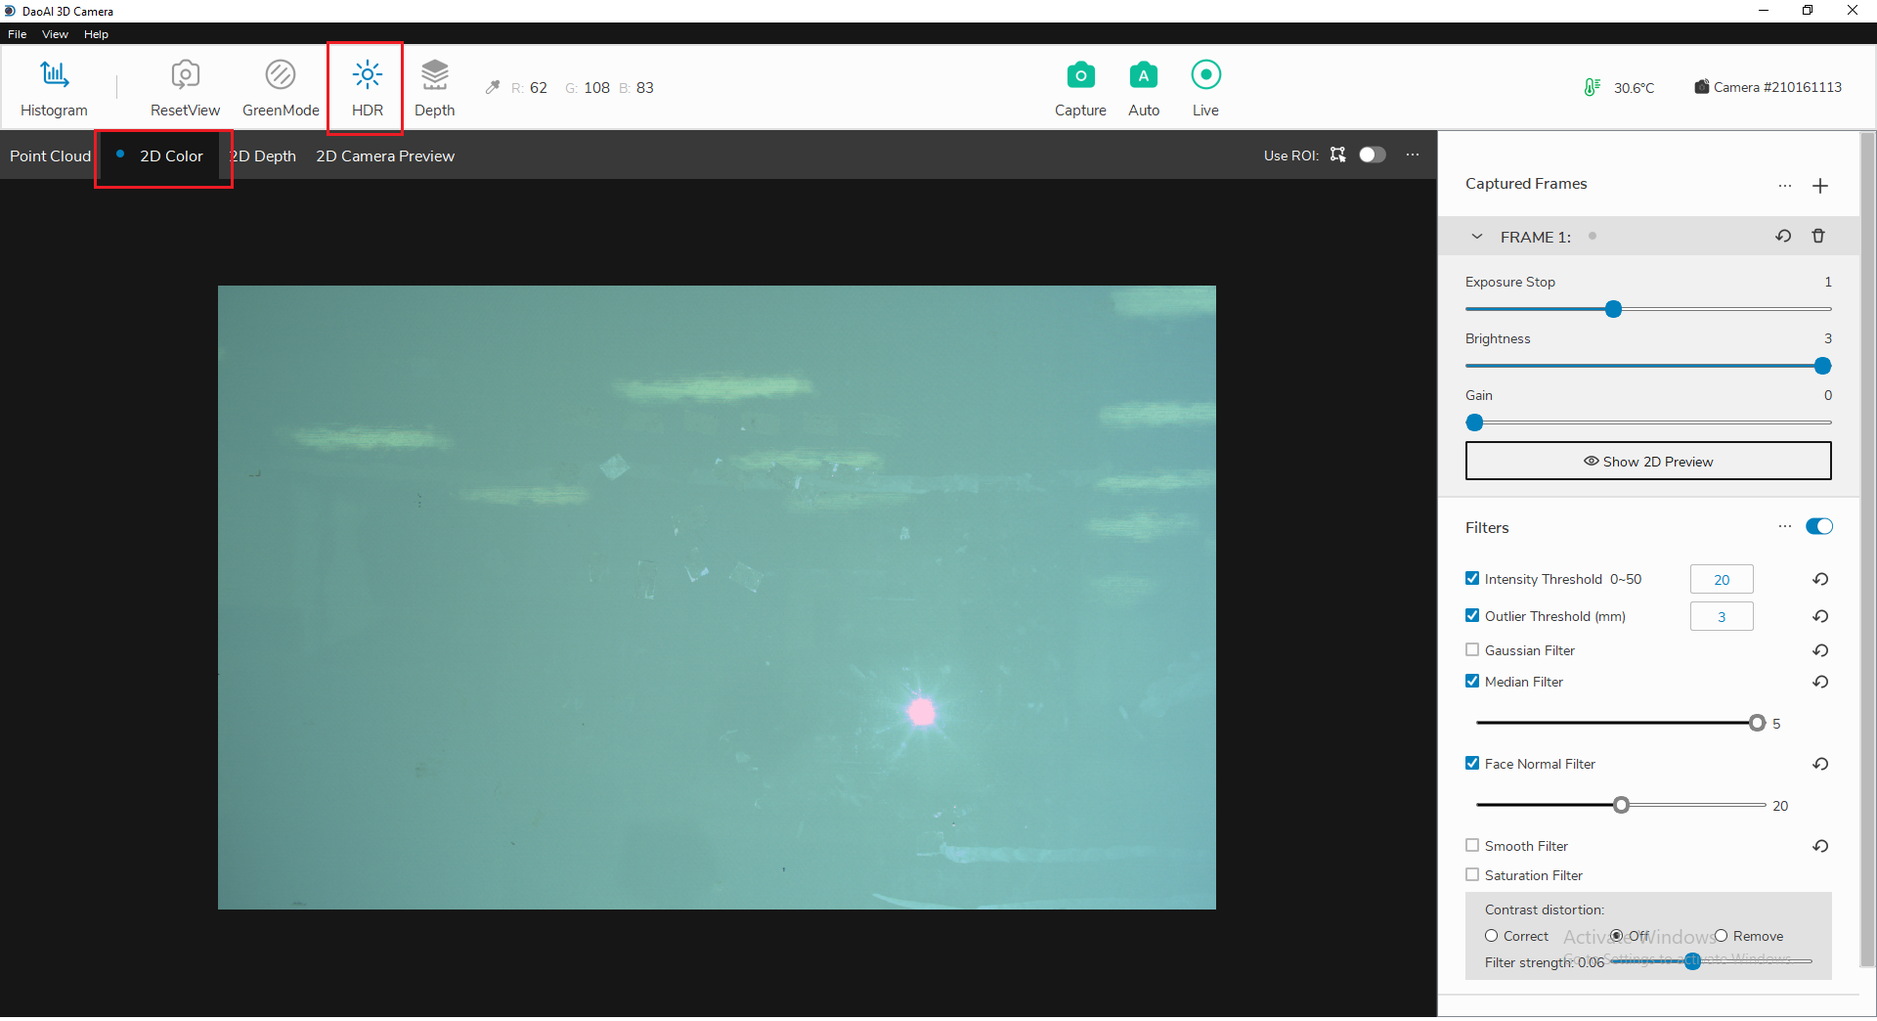 DaoAI 3D Camera
File View Help
Histogram ResetView GreenMode HDR Depth R: 62 G: 108 B: 83 Capture Auto Live 30.6°C Camera #210161113
Point Cloud 2D Color 2D Depth 2D Camera Preview Use ROI: ...
Captured Frames ...
FRAME 1:
Exposure Stop 1
Brightness 3
Gain 0
Show 2D Preview
Filters ...
Intensity Threshold 0~50 20
Outlier Threshold (mm) 3
Gaussian Filter
Median Filter
5
Face Normal Filter
20
Smooth Filter
Saturation Filter
Contrast distortion:
Correct Off Remove
Activate Windows
Filter strength: 0.06
Go to Settings to activate Windows.